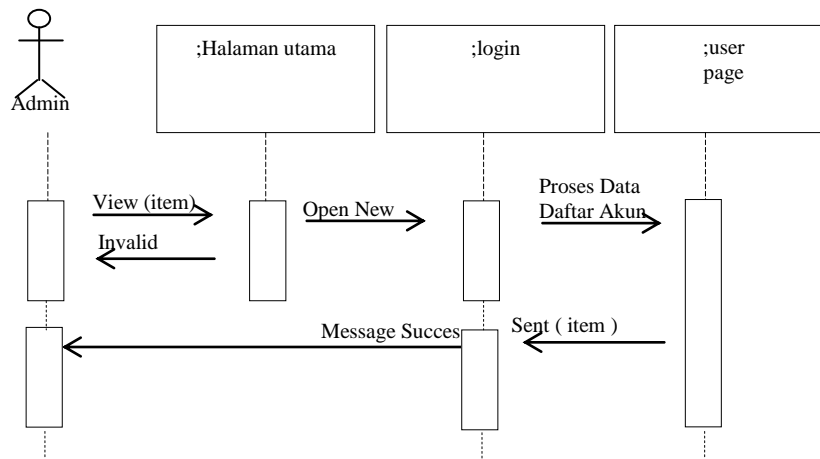 ;Halaman utama
;login
;user
page
Admin
View (item)
Open New
Proses Data
Daftar Akun
Invalid
Message Succes
Sent ( item )